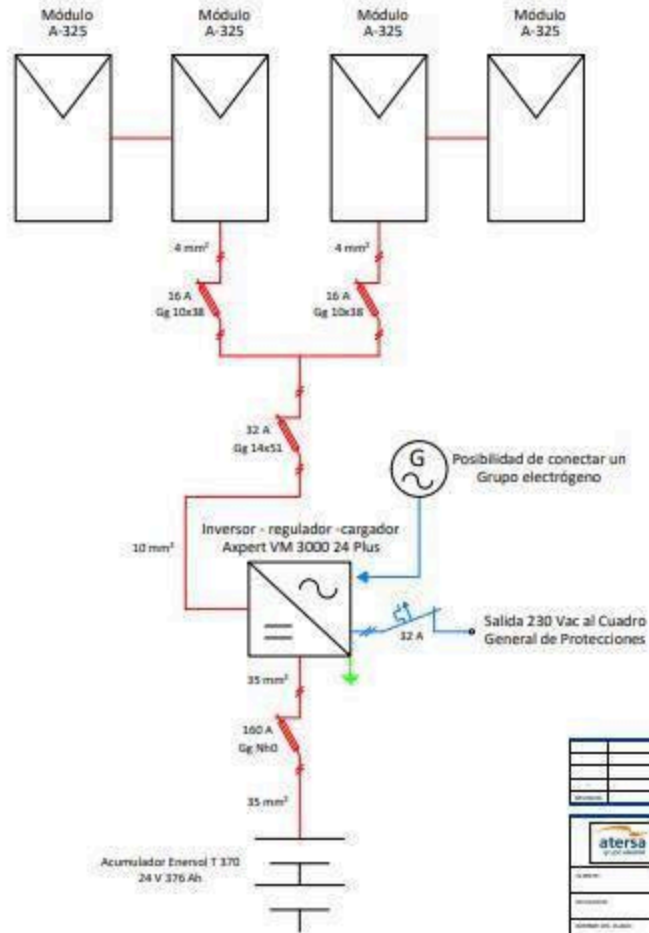 Módulo
A-325
Módulo
A-325
Módulo
A-325
Módulo
A-325
4 mm²
4 mm²
16 A
Gg 10x38
16 A
Gg 10x38
32 A
Gg 14x51
G
Posibilidad de conectar un
Grupo electrógeno
Inversor - regulador -cargador
Axpert VM 3000 24 Plus
10 mm²
32 A
Salida 230 Vac al Cuadro
General de Protecciones
35 mm²
160 A
Gg Nh0
35 mm²
Acumulador Enersol T 370
24 V 376 Ah
atersa